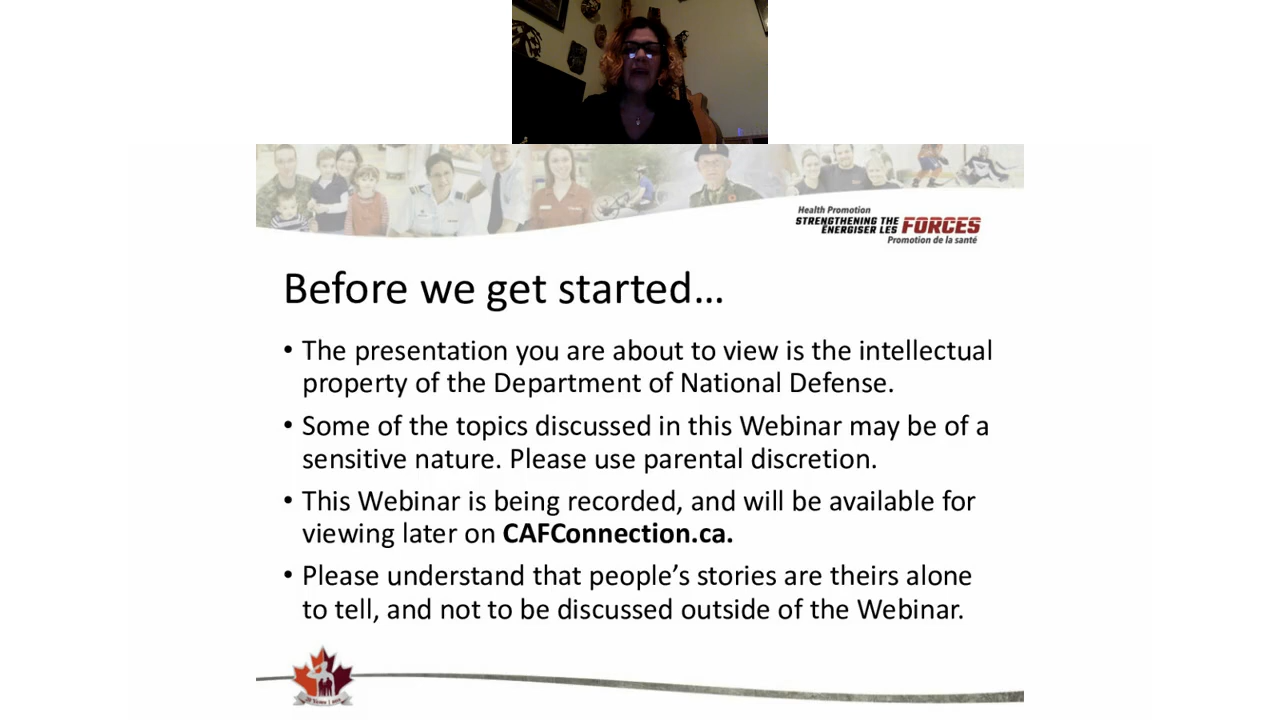 Health Promotion
STRENGTHENING THE
ÉNERGISER LES FORCES
Promotion de la santé
Before we get started…
• The presentation you are about to view is the intellectual
property of the Department of National Defense.
• Some of the topics discussed in this Webinar may be of a
sensitive nature. Please use parental discretion.
• This Webinar is being recorded, and will be available for
viewing later on CAFConnection.ca.
• Please understand that people’s stories are theirs alone
to tell, and not to be discussed outside of the Webinar.